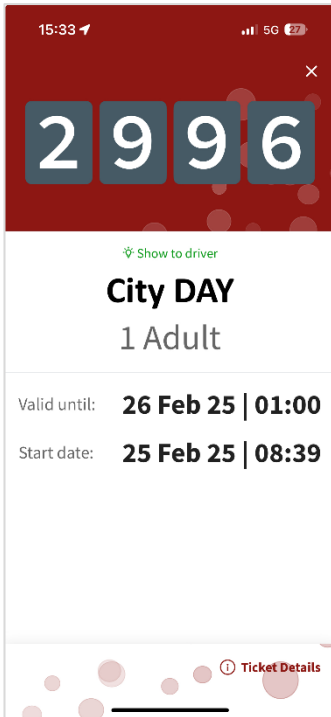 15:33 5G 27
2996
Show to driver
City DAY
1 Adult
Valid until: 26 Feb 25 | 01:00
Start date: 25 Feb 25 | 08:39
Ticket Details